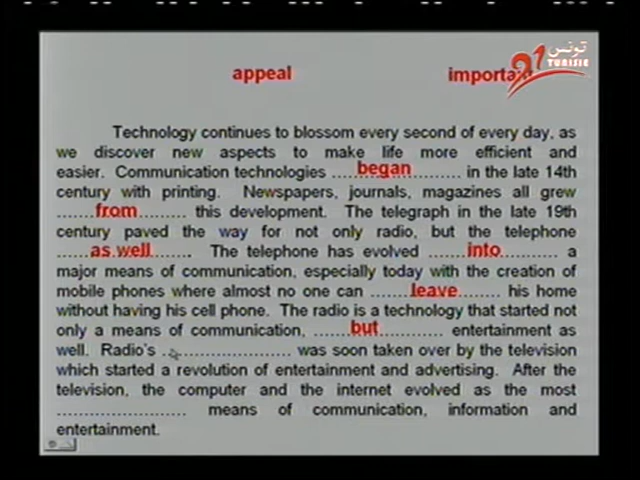 appeal important
تونس
21
TUNISIE
Technology continues to blossom every second of every day, as
we discover new aspects to make life more efficient and
easier. Communication technologies ...began.......... in the late 14th
century with printing. Newspapers, journals, magazines all grew
.......from......... this development. The telegraph in the late 19th
century paved the way for not only radio, but the telephone
......as well....... The telephone has evolved ......into........... a
major means of communication, especially today with the creation of
mobile phones where almost no one can ........leave........ his home
without having his cell phone. The radio is a technology that started not
only a means of communication, .......but............. entertainment as
well. Radio's .......................... was soon taken over by the television
which started a revolution of entertainment and advertising. After the
television, the computer and the internet evolved as the most
.......................... means of communication, information and
entertainment.